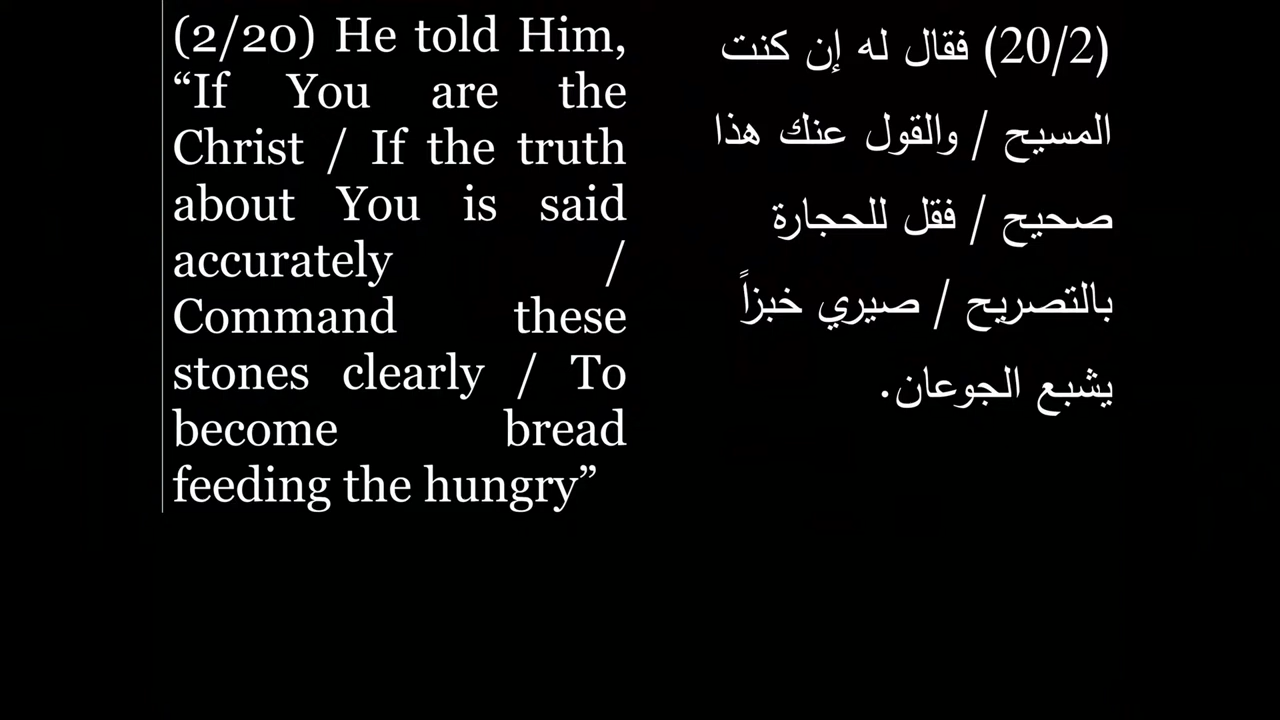 (2/20) He told Him,
“If You are the
Christ / If the truth
about You is said
accurately /
Command these
stones clearly / To
become bread
feeding the hungry”
(20/2) فقال له إن كنت
المسيح / والقول عنك هذا
صحيح / فقل للحجارة
بالتصريح / صيري خبزاً
يشبع الجوعان.